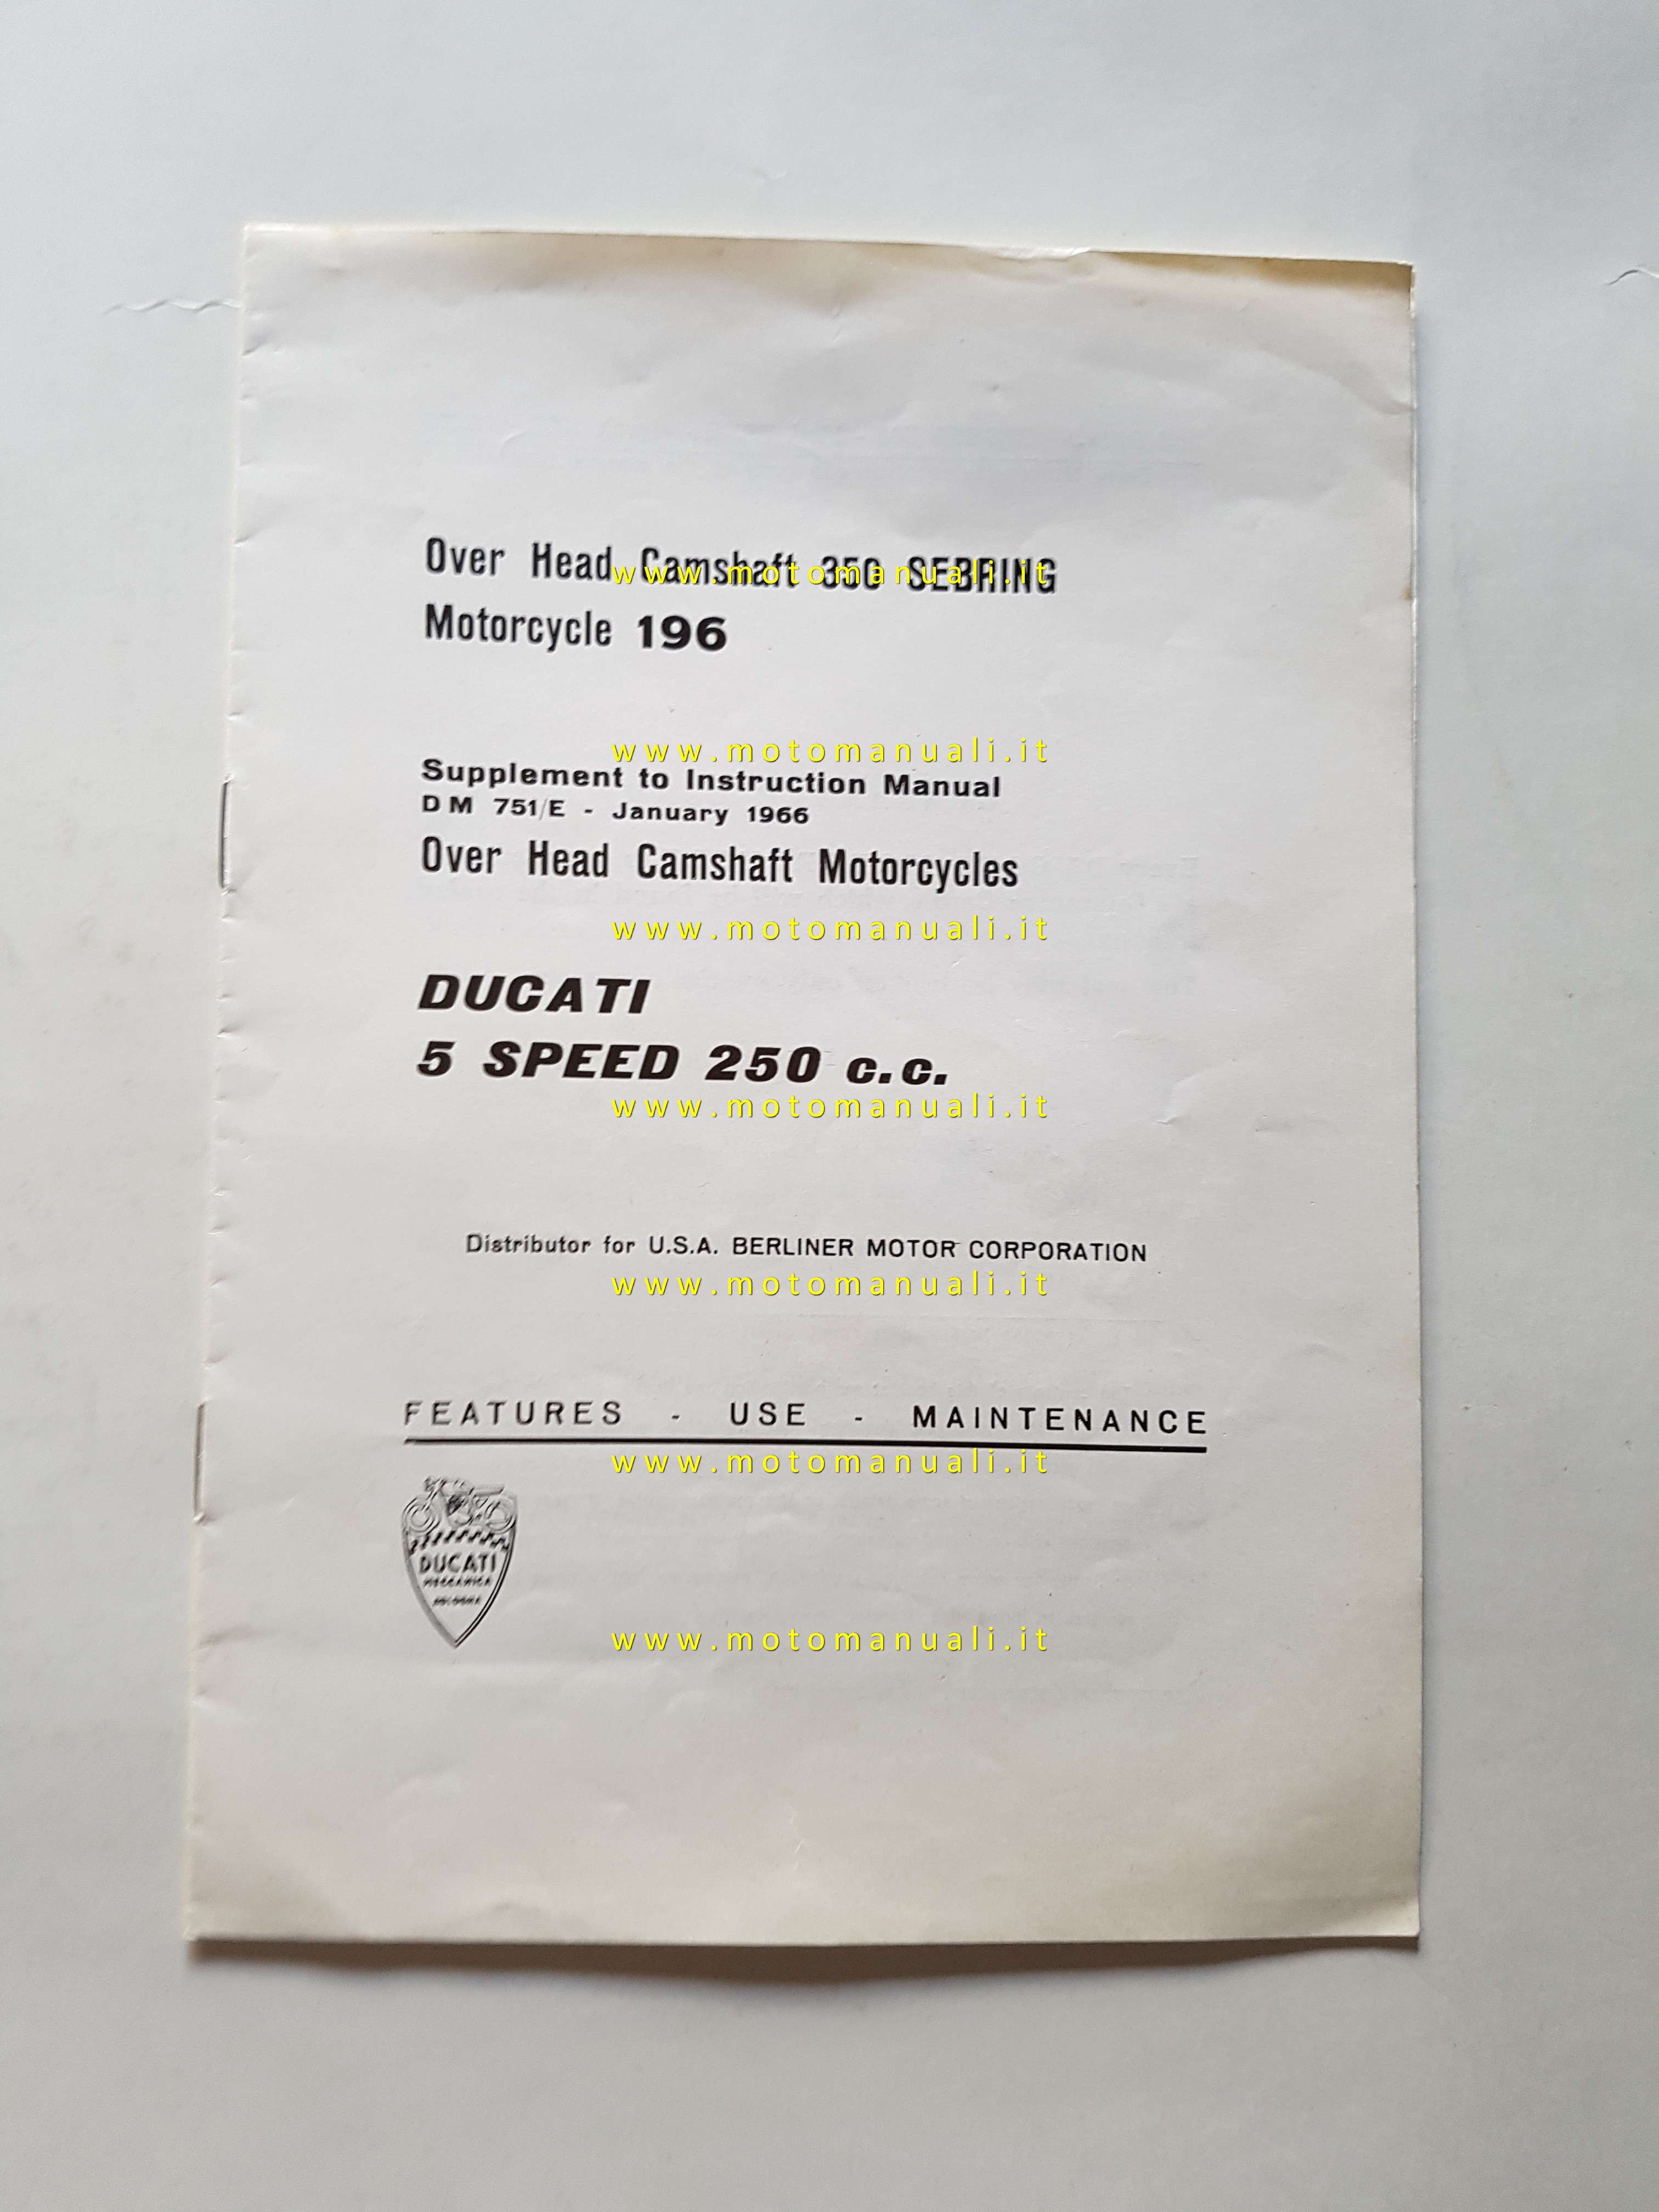 Over Head Camshaft 350 SEBRING
www.motomanuali.it
Motorcycle 196
www.motomanuali.it
Supplement to Instruction Manual
DM 751/E - January 1966
Over Head Camshaft Motorcycles
www.motomanuali.it
DUCATI
5 SPEED 250 c.c.
www.motomanuali.it
Distributor for U.S.A. BERLINER MOTOR CORPORATION
www.motomanuali.it
FEATURES - USE - MAINTENANCE
www.motomanuali.it
DUCATI
MECCANICA
BOLOGNA
www.motomanuali.it